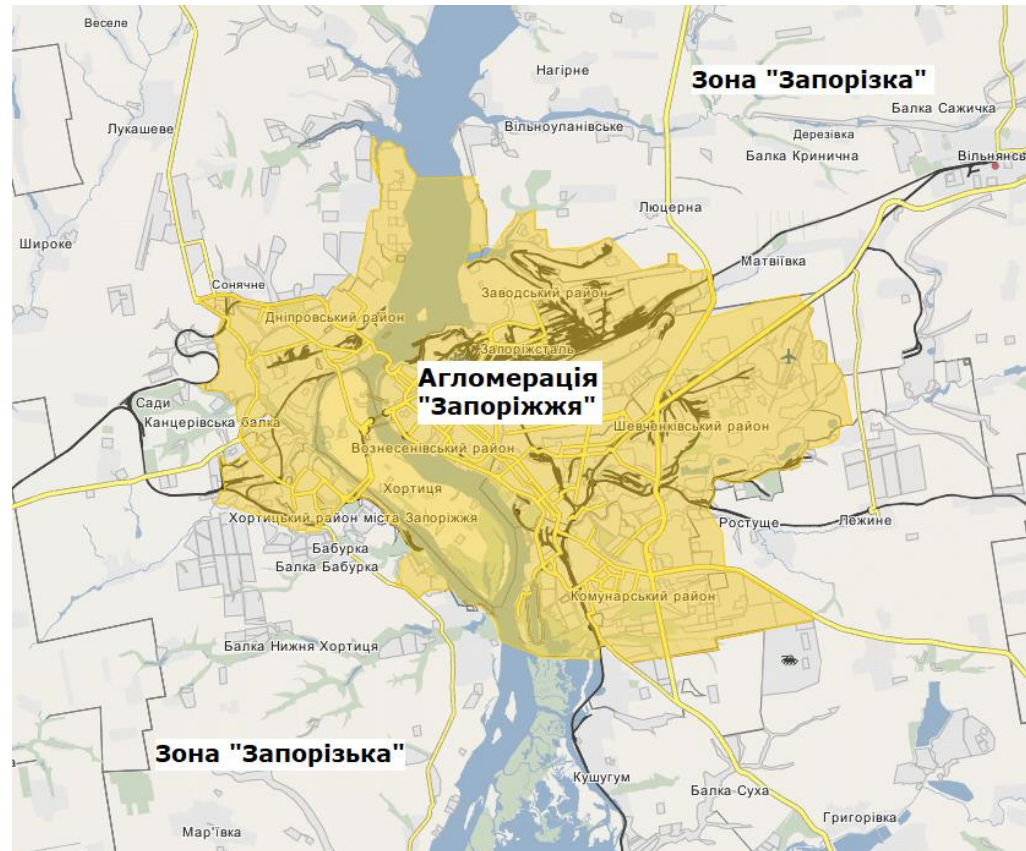 Веселе
Нагірне
Зона "Запорізка"
Балка Сажичка
Лукашеве
Вільноуланівське
Дерезівка
Балка Кринична
Вільнянсь
Люцерна
Широке
Матвіївка
Сонячне
Заводський район
Дніпровський район
Запоріжсталь
Агломерація
"Запоріжжя"
Сади
Канцерівська балка
Шевченківський район
Вознесенівський район
Хортиця
Хортицький район міста Запоріжжя
Ростуще
Лежине
Бабурка
Балка Бабурка
Комунарський район
Балка Нижня Хортиця
Зона "Запорізька"
Кушугум
Балка Суха
Мар'ївка
Григорівка